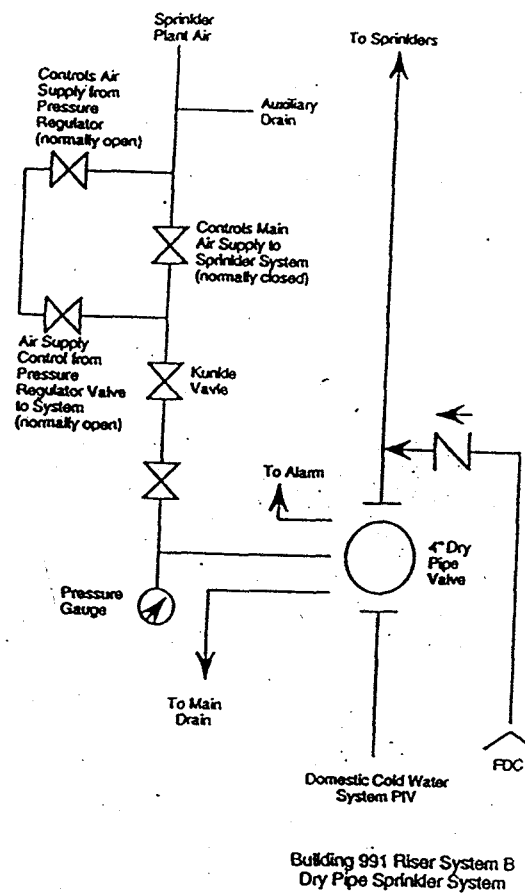 Sprinkler
Plant Air
To Sprinklers
Controls Air
Supply from
Pressure
Regulator
(normally open)
Auxiliary
Drain
Controls Main
Air Supply to
Sprinkler System
(normally closed)
Air Supply
Control from
Pressure
Regulator Valve
to System
(normally open)
Kunkle
Vavle
To Alarm
4" Dry
Pipe
Valve
Pressure
Gauge
To Main
Drain
FDC
Domestic Cold Water
System PIV
Building 991 Riser System B
Dry Pipe Sprinkler System